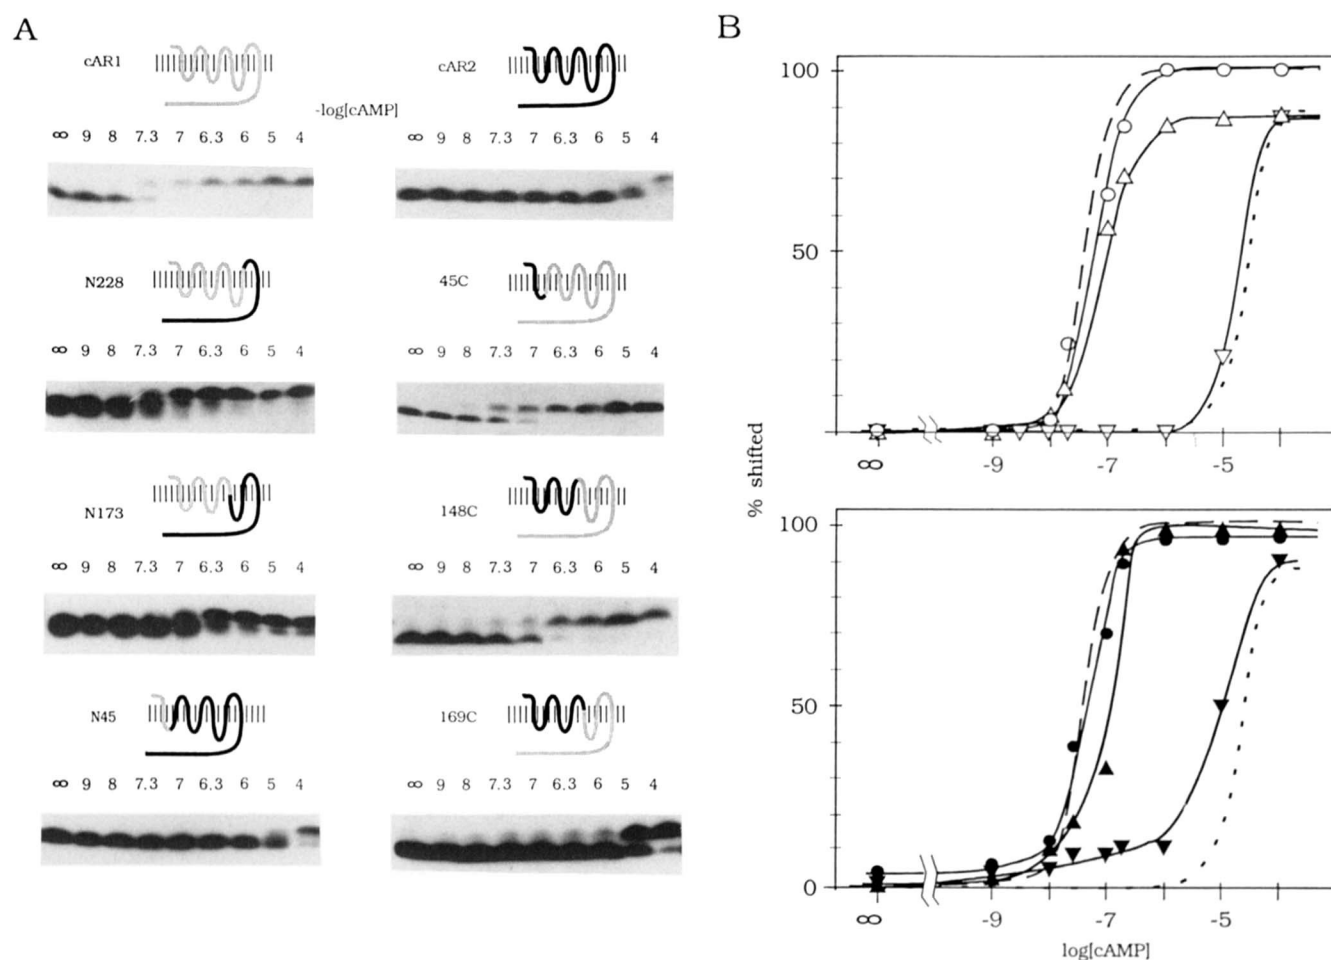 A
cAR1
-log[cAMP]
∞ 9 8 7.3 7 6.3 6 5 4
cAR2
∞ 9 8 7.3 7 6.3 6 5 4
N228
∞ 9 8 7.3 7 6.3 6 5 4
45C
∞ 9 8 7.3 7 6.3 6 5 4
N173
∞ 9 8 7.3 7 6.3 6 5 4
148C
∞ 9 8 7.3 7 6.3 6 5 4
N45
∞ 9 8 7.3 7 6.3 6 5 4
169C
∞ 9 8 7.3 7 6.3 6 5 4
B
% shifted
100
50
0
∞ -9 -7 -5
100
50
0
∞ -9 -7 -5
log[cAMP]